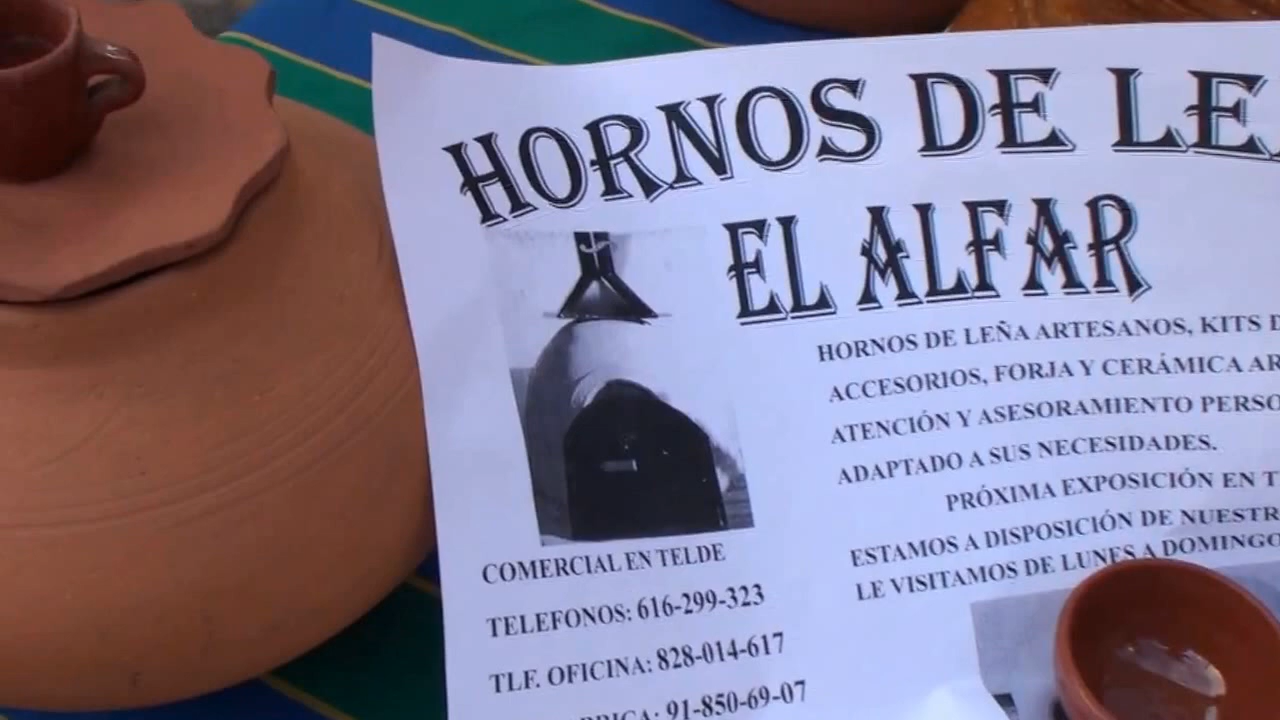 HORNOS DE LE
EL ALFAR
HORNOS DE LEÑA ARTESANOS, KITS
ACCESORIOS, FORJA Y CERÁMICA AR
ATENCIÓN Y ASESORAMIENTO PERSO
ADAPTADO A SUS NECESIDADES.
PRÓXIMA EXPOSICIÓN EN T
ESTAMOS A DISPOSICIÓN DE NUESTR
LE VISITAMOS DE LUNES A DOMINGO
COMERCIAL EN TELDE
TELEFONOS: 616-299-323
TLF. OFICINA: 828-014-617
BRICA: 91-850-69-07